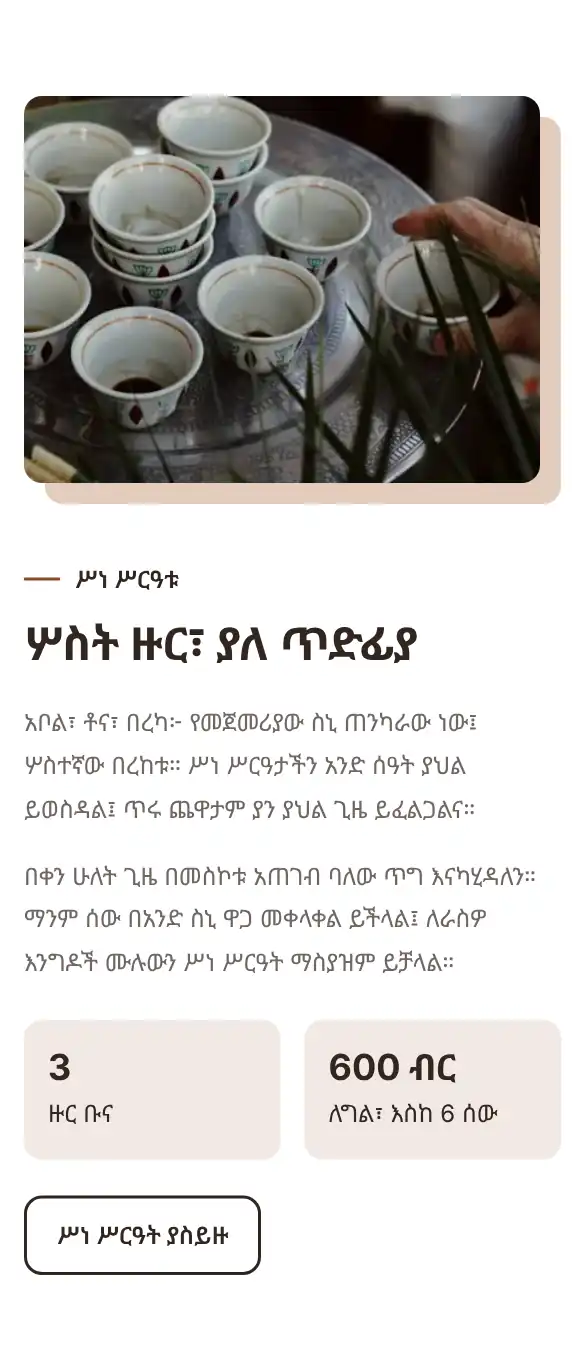 ሥነ ሥርዓቱ
ሦስት ዙር፣ ያለ ጥድፊያ
አቦል፣ ቶና፣ በረካ፦ የመጀመሪያው ስኒ ጠንካራው ነው፤
ሦስተኛው በረከቱ። ሥነ ሥርዓታችን አንድ ሰዓት ያህል
ይወስዳል፤ ጥሩ ጨዋታም ያን ያህል ጊዜ ይፈልጋልና።
በቀን ሁለት ጊዜ በመስኮቱ አጠገብ ባለው ጥግ እናካሂዳለን።
ማንም ሰው በአንድ ስኒ ዋጋ መቀላቀል ይችላል፤ ለራስዎ
እንግዶች ሙሉውን ሥነ ሥርዓት ማስያዝም ይቻላል።
3
ዙር ቡና
600 ብር
ለግል፣ እስከ 6 ሰው
ሥነ ሥርዓት ያስይዙ